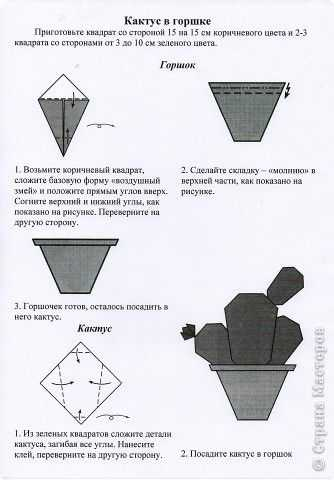 Кактус в горшке
Приготовьте квадрат со стороной 15 на 15 см коричневого цвета и 2-3
квадрата со сторонами от 3 до 10 см зеленого цвета.
Горшок
1. Возьмите коричневый квадрат,
сложите базовую форму «воздушный
змей» и положите прямым углов вверх.
Согните верхний и нижний углы, как
показано на рисунке. Переверните на
другую сторону.
2. Сделайте складку – «молнию» в
верхней части, как показано на
рисунке.
3. Горшочек готов, осталось посадить в
него кактус.
Кактус
1. Из зеленых квадратов сложите детали
кактуса, загибая все углы. Нанесите
клей, переверните на другую сторону.
2. Посадите кактус в горшок
© Страна Мастеров